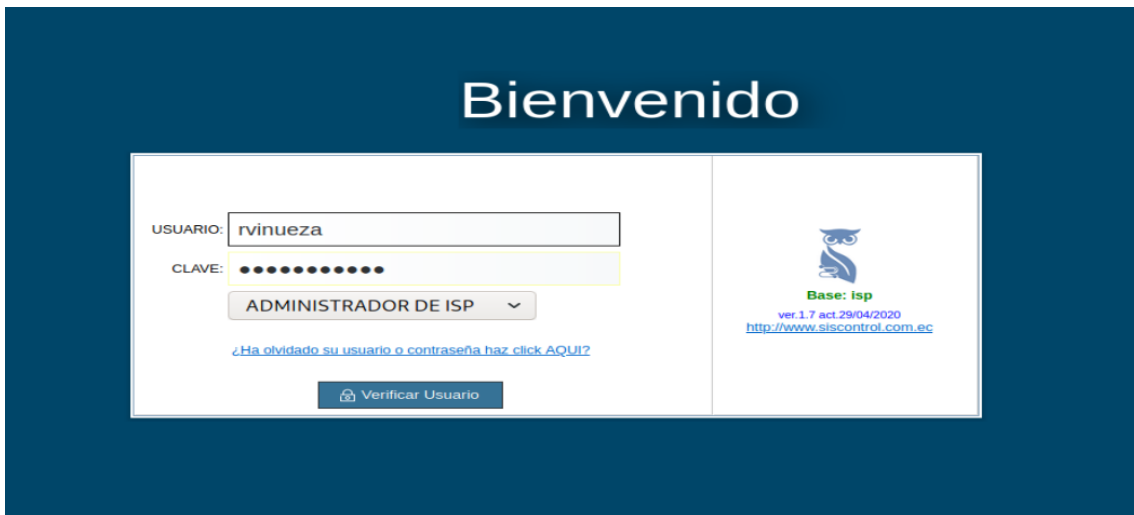 Bienvenido
USUARIO: rvinueza
CLAVE: ●●●●●●●●●●●
ADMINISTRADOR DE ISP
¿Ha olvidado su usuario o contraseña haz click AQUI?
Verificar Usuario
Base: isp
ver.1.7 act.29/04/2020
http://www.siscontrol.com.ec